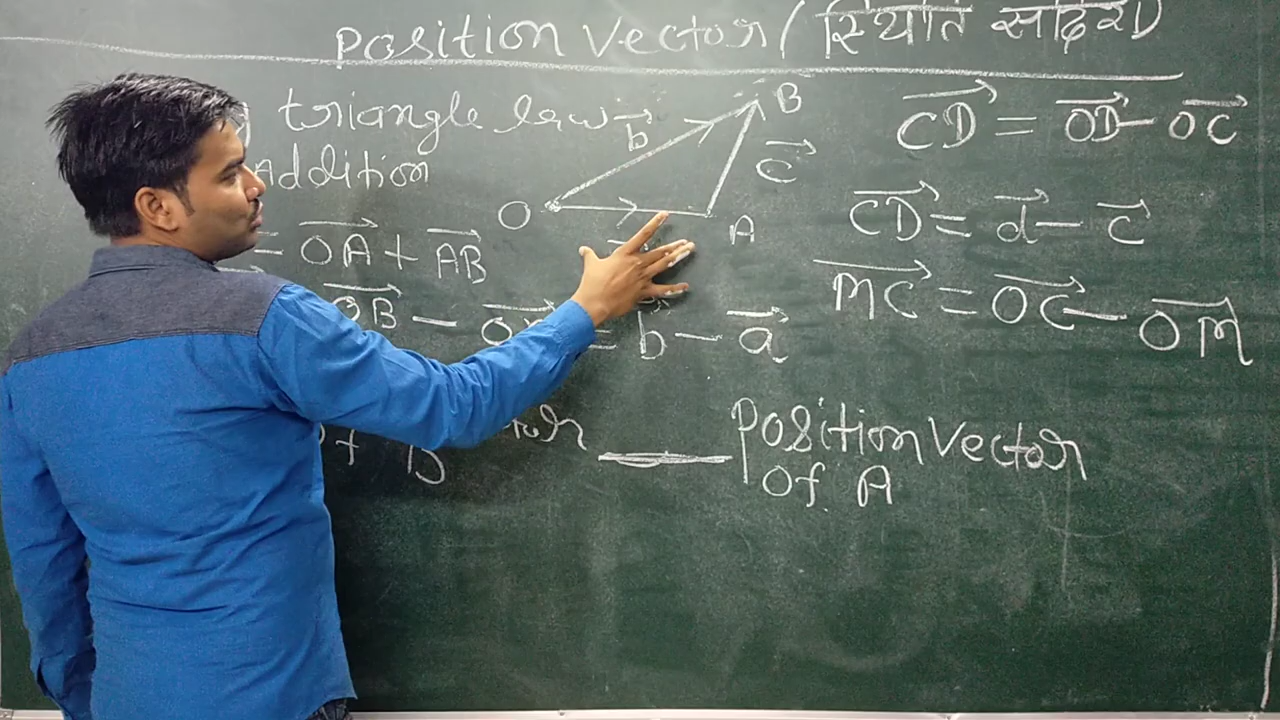 Position Vector / (स्थिति सदिश)
triangle law
Addition
b⃗
B
c⃗
O
A
= OA⃗ + AB⃗
OB⃗ - = b⃗ - a⃗
Position Vector
Of A
CD⃗ = OD⃗ - OC⃗
CD⃗ = d⃗ - c⃗
MC⃗ = OC⃗ - OM⃗